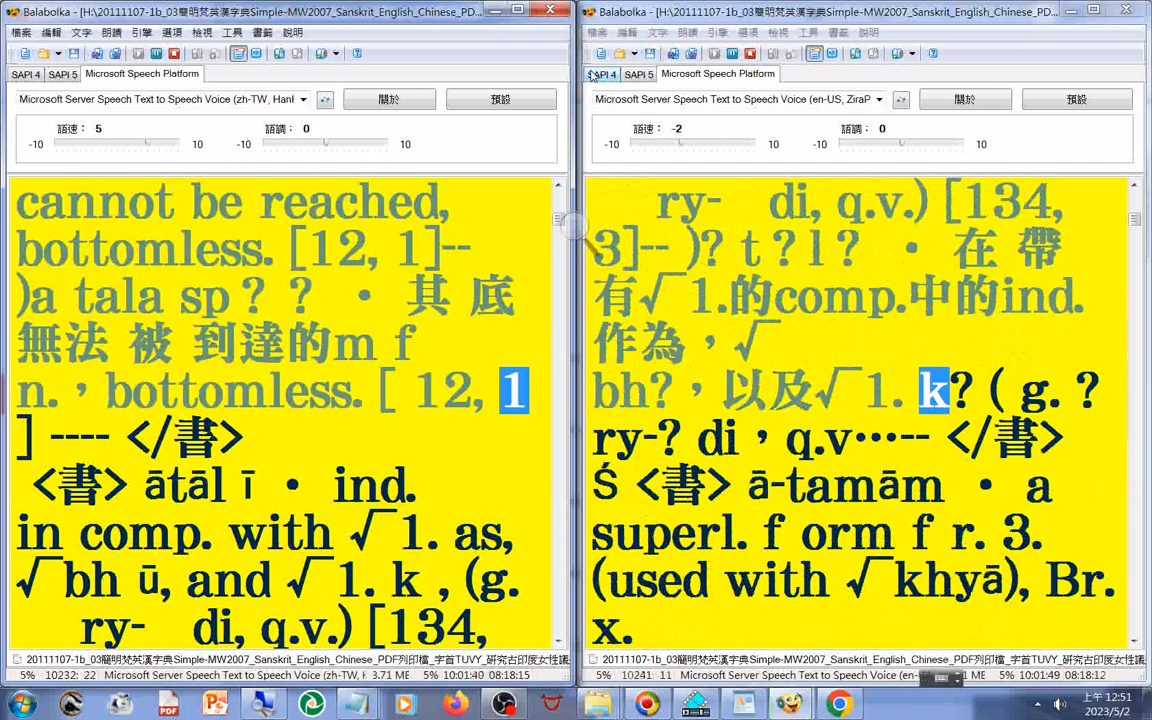 Balabolka - [H:\20111107-1b_03簡明梵英漢字典Simple-MW2007_Sanskrit_English_Chinese_PD...
檔案 編輯 文字 朗讀 引擎 選項 檢視 工具 書籤 說明
SAPI 4 SAPI 5 Microsoft Speech Platform
Microsoft Server Speech Text to Speech Voice (zh-TW, Hanl
關於 預設
語速： 5 語調： 0
-10 10 -10 10
cannot be reached,
bottomless. [12, 1]--
)a tala sp ? ? • 其 底
無法 被 到達的m f
n.，bottomless. [ 12, 1
] ---- </書>
<書> ātāl ī • ind.
in comp. with √ 1. as,
√ bh ū, and √ 1. k , (g.
ry- di, q.v.) [134,
20111107-1b_03簡明梵英漢字典Simple-MW2007_Sanskrit_English_Chinese_PDF列印檔_字首TUVY_研究古印度女性議
5% 10232: 22 Microsoft Server Speech Text to Speech Voice (zh-TW, H 3.71 ME 5% 10:01:49 08:18:15
Balabolka - [H:\20111107-1b_03簡明梵英漢字典Simple-MW2007_Sanskrit_English_Chinese_PD...
檔案 編輯 文字 朗讀 引擎 選項 檢視 工具 書籤 說明
SAPI 4 SAPI 5 Microsoft Speech Platform
Microsoft Server Speech Text to Speech Voice (en-US, ZiraP
關於 預設
語速： -2 語調： 0
-10 10 -10 10
ry- di, q.v.) [134,
3]-- )? t ? l ? • 在 帶
有√ 1.的comp.中的ind.
作為，√
bh?，以及√ 1. k? ( g. ?
ry-? di，q.v…-- </書>
Ś <書> ā-tamām • a
superl. f orm f r. 3.
(used with √ khyā), Br.
x.
20111107-1b_03簡明梵英漢字典Simple-MW2007_Sanskrit_English_Chinese_PDF列印檔_字首TUVY_研究古印度女性議
5% 10241: 11 Microsoft Server Speech Text to Speech Voice (en-US, 1 ME 5% 10:01:49 08:18:12
上午 12:51
2023/5/2